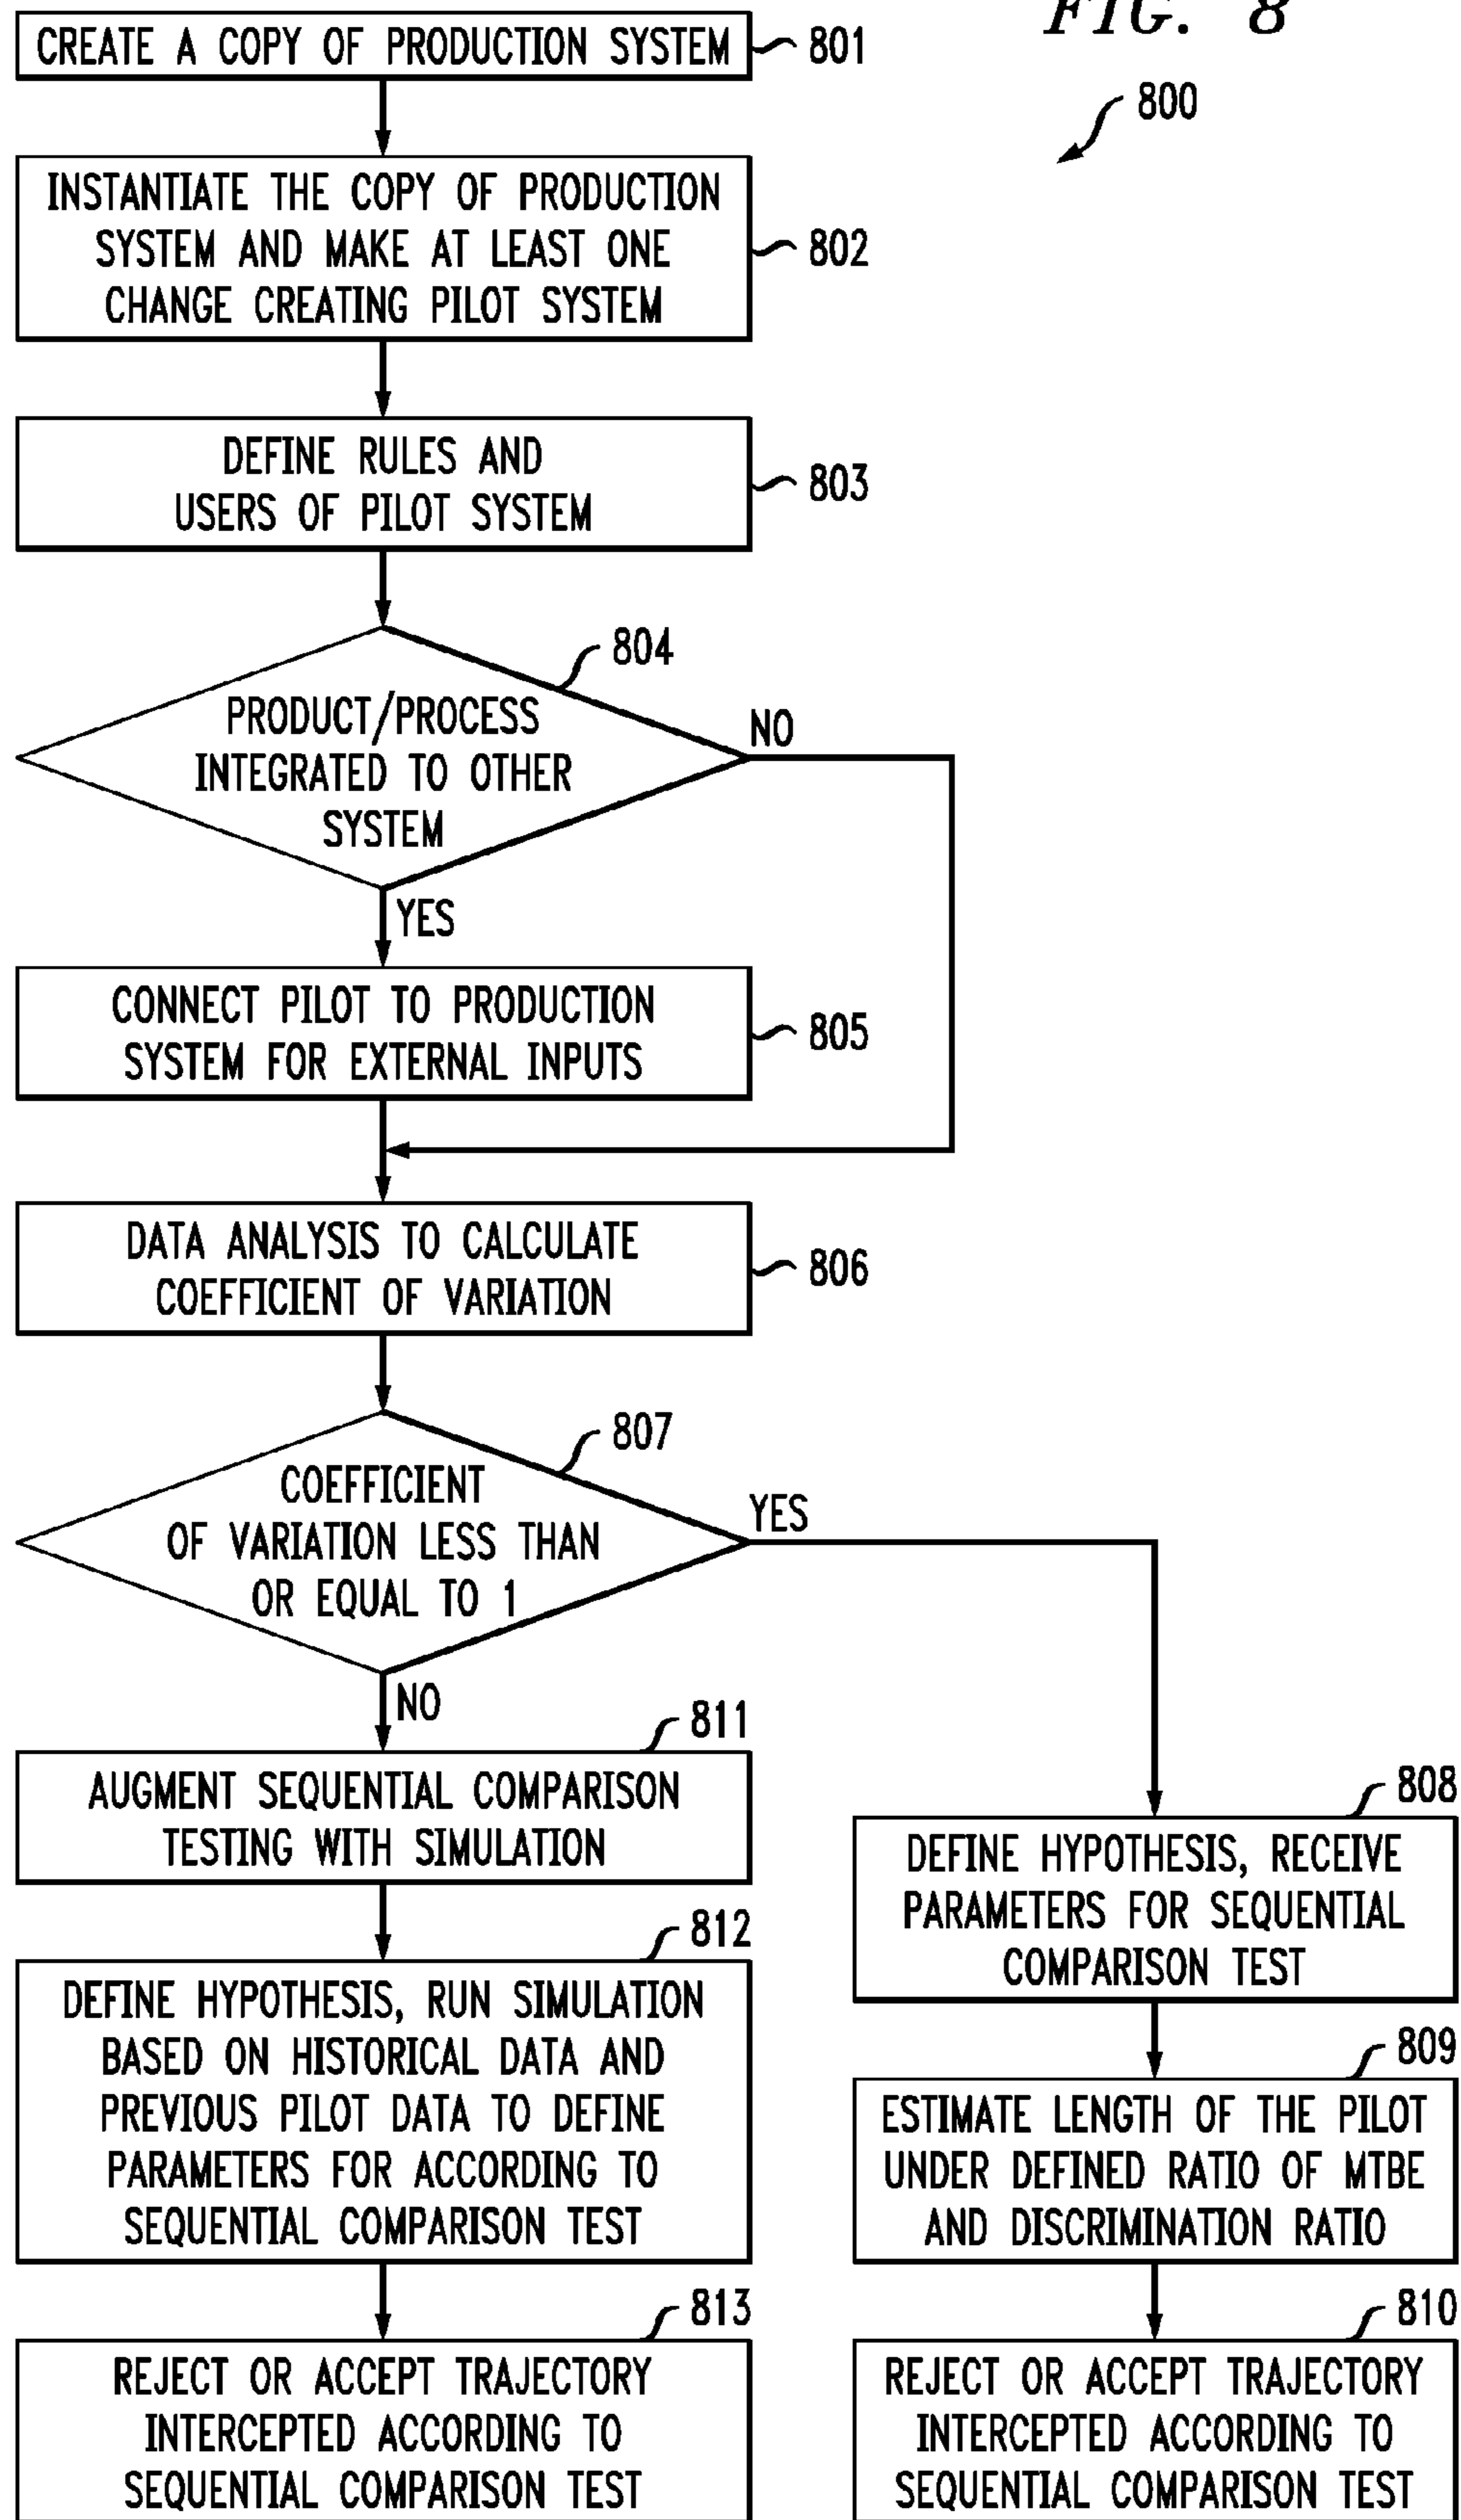 FIG. 8
800
CREATE A COPY OF PRODUCTION SYSTEM
801
INSTANTIATE THE COPY OF PRODUCTION
SYSTEM AND MAKE AT LEAST ONE
CHANGE CREATING PILOT SYSTEM
802
DEFINE RULES AND
USERS OF PILOT SYSTEM
803
804
PRODUCT/PROCESS
INTEGRATED TO OTHER
SYSTEM
NO
YES
CONNECT PILOT TO PRODUCTION
SYSTEM FOR EXTERNAL INPUTS
805
DATA ANALYSIS TO CALCULATE
COEFFICIENT OF VARIATION
806
807
COEFFICIENT
OF VARIATION LESS THAN
OR EQUAL TO 1
YES
NO
811
AUGMENT SEQUENTIAL COMPARISON
TESTING WITH SIMULATION
812
DEFINE HYPOTHESIS, RUN SIMULATION
BASED ON HISTORICAL DATA AND
PREVIOUS PILOT DATA TO DEFINE
PARAMETERS FOR ACCORDING TO
SEQUENTIAL COMPARISON TEST
813
REJECT OR ACCEPT TRAJECTORY
INTERCEPTED ACCORDING TO
SEQUENTIAL COMPARISON TEST
808
DEFINE HYPOTHESIS, RECEIVE
PARAMETERS FOR SEQUENTIAL
COMPARISON TEST
809
ESTIMATE LENGTH OF THE PILOT
UNDER DEFINED RATIO OF MTBE
AND DISCRIMINATION RATIO
810
REJECT OR ACCEPT TRAJECTORY
INTERCEPTED ACCORDING TO
SEQUENTIAL COMPARISON TEST